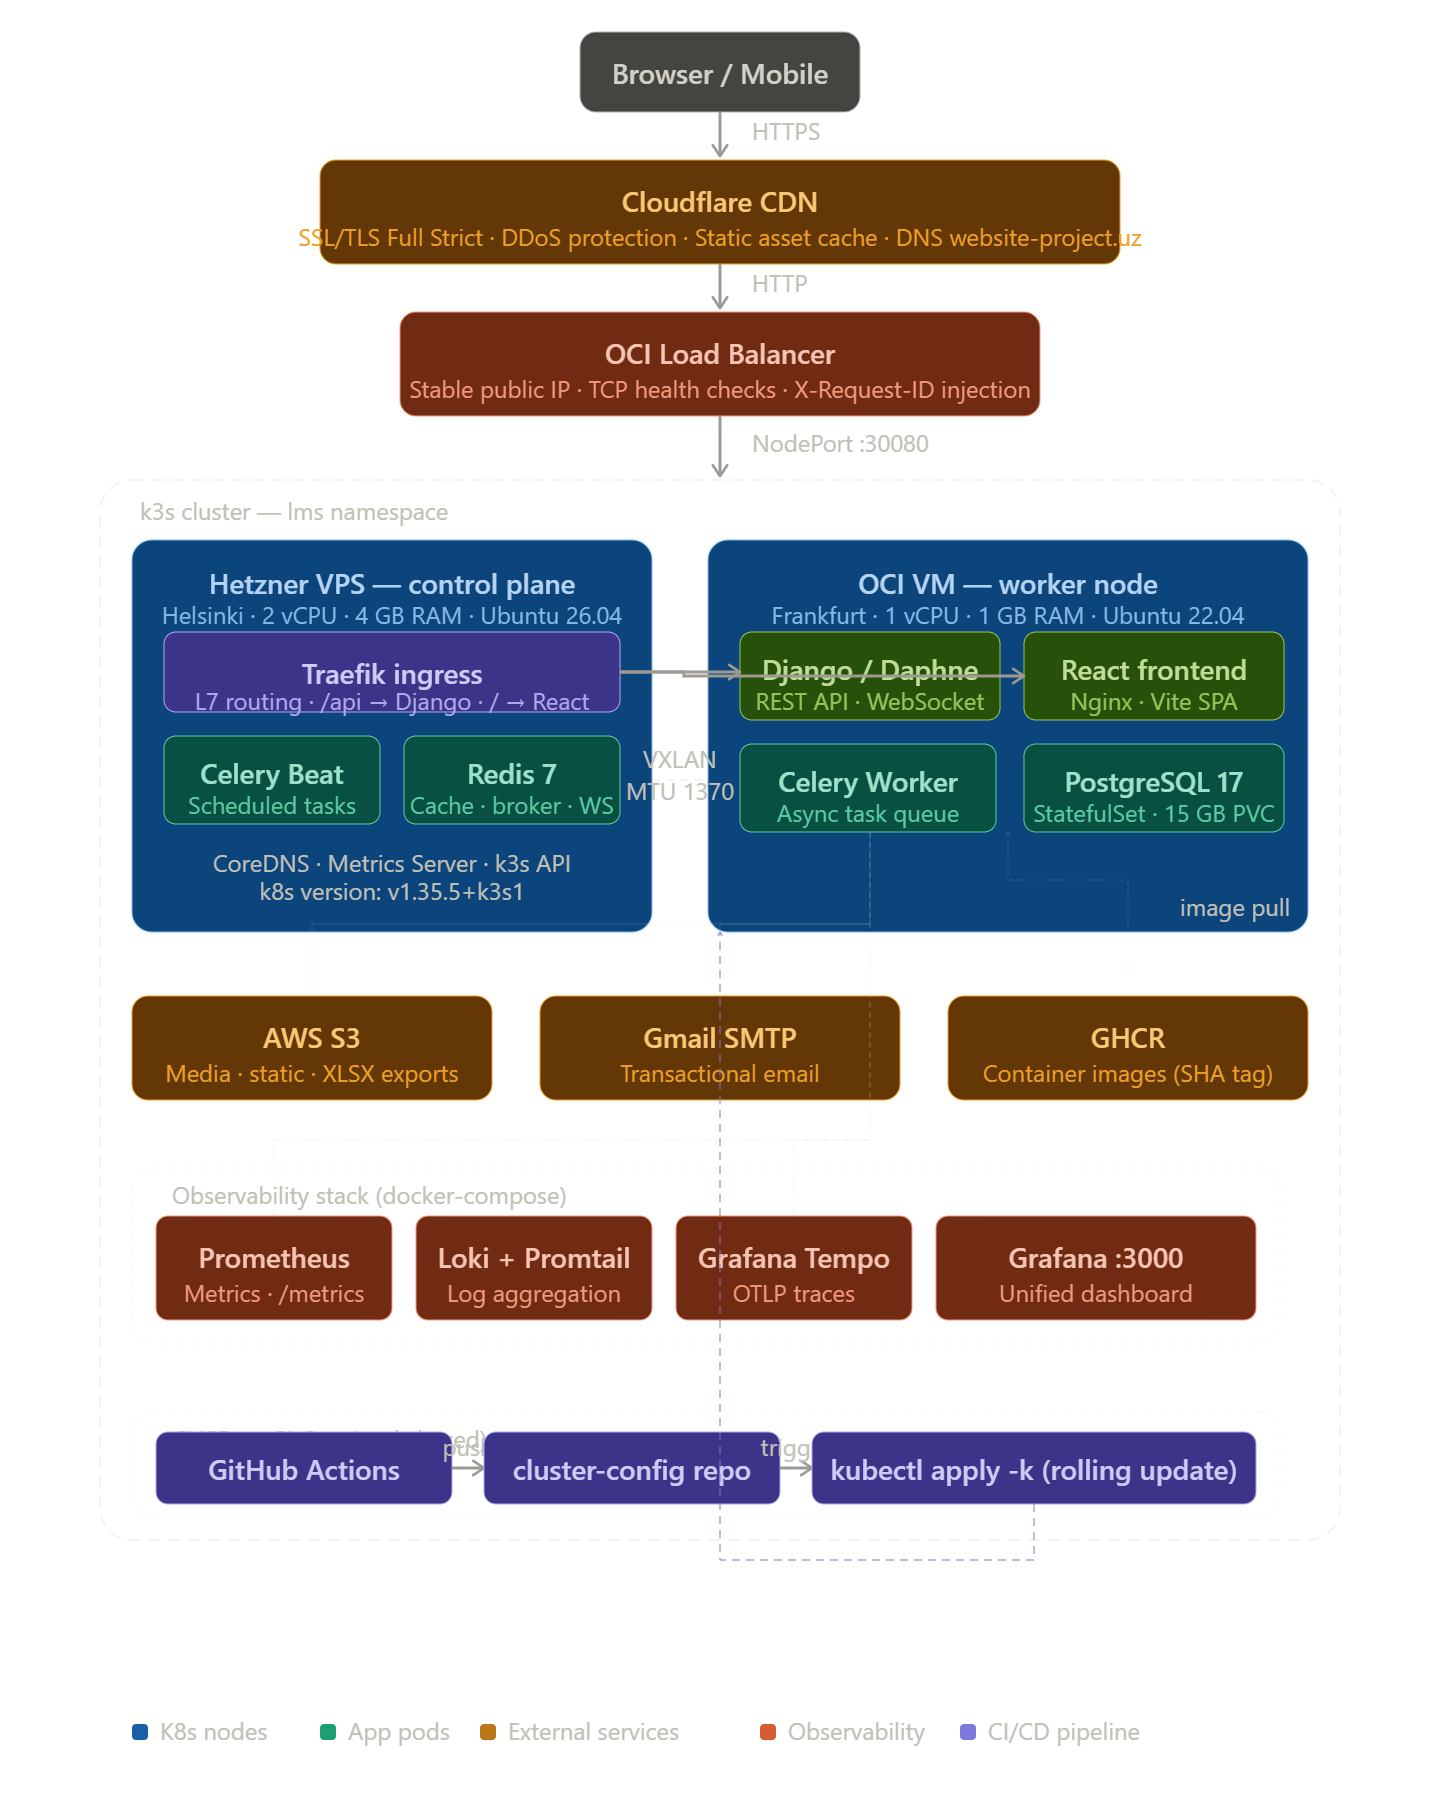 Browser / Mobile
HTTPS
Cloudflare CDN
SSL/TLS Full Strict · DDoS protection · Static asset cache · DNS website-project.uz
HTTP
OCI Load Balancer
Stable public IP · TCP health checks · X-Request-ID injection
NodePort :30080
k3s cluster — lms namespace
Hetzner VPS — control plane
Helsinki · 2 vCPU · 4 GB RAM · Ubuntu 26.04
Traefik ingress
L7 routing · /api → Django · / → React
Celery Beat
Scheduled tasks
Redis 7
Cache · broker · WS
CoreDNS · Metrics Server · k3s API
k8s version: v1.35.5+k3s1
VXLAN
MTU 1370
OCI VM — worker node
Frankfurt · 1 vCPU · 1 GB RAM · Ubuntu 22.04
Django / Daphne
REST API · WebSocket
React frontend
Nginx · Vite SPA
Celery Worker
Async task queue
PostgreSQL 17
StatefulSet · 15 GB PVC
image pull
AWS S3
Media · static · XLSX exports
Gmail SMTP
Transactional email
GHCR
Container images (SHA tag)
Observability stack (docker-compose)
Prometheus
Metrics · /metrics
Loki + Promtail
Log aggregation
Grafana Tempo
OTLP traces
Grafana :3000
Unified dashboard
GitHub Actions
cluster-config repo
kubectl apply -k (rolling update)
K8s nodes
App pods
External services
Observability
CI/CD pipeline